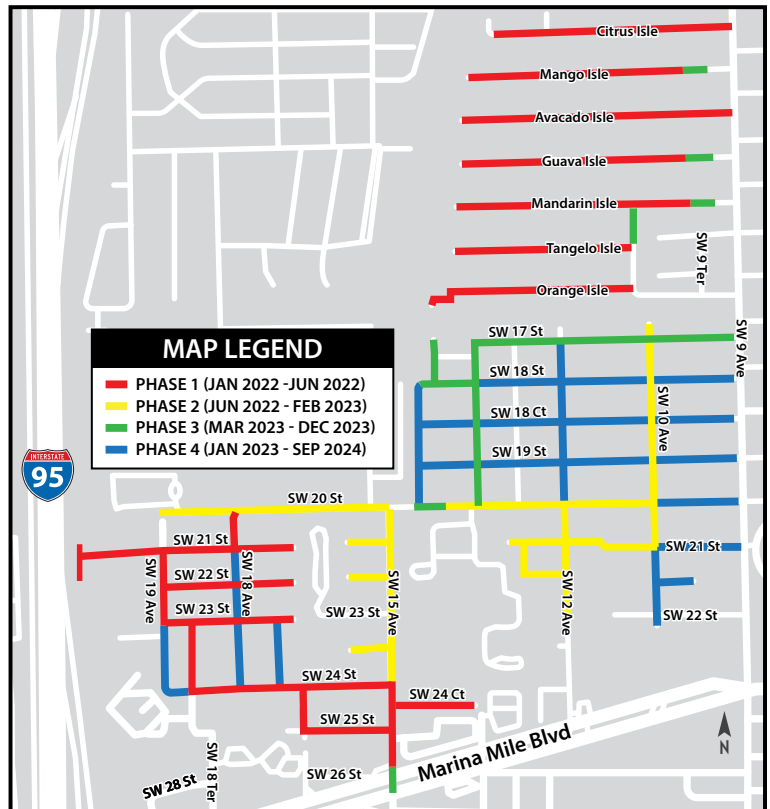 Citrus Isle
Mango Isle
Avacado Isle
Guava Isle
Mandarin Isle
Tangelo Isle
SW 9 Ter
Orange Isle
SW 17 St
SW 9 Ave
MAP LEGEND
PHASE 1 (JAN 2022 -JUN 2022)
PHASE 2 (JUN 2022 - FEB 2023)
PHASE 3 (MAR 2023 - DEC 2023)
PHASE 4 (JAN 2023 - SEP 2024)
SW 18 St
SW 18 Ct
SW 10 Ave
SW 19 St
INTERSTATE
95
SW 20 St
SW 21 St
SW 21 St
SW 19 Ave
SW 22 St
SW 18 Ave
SW 23 St
SW 23 St
SW 15 Ave
SW 12 Ave
SW 22 St
SW 24 St
SW 24 Ct
SW 25 St
Marina Mile Blvd
N
SW 26 St
SW 28 St
SW 18 Ter